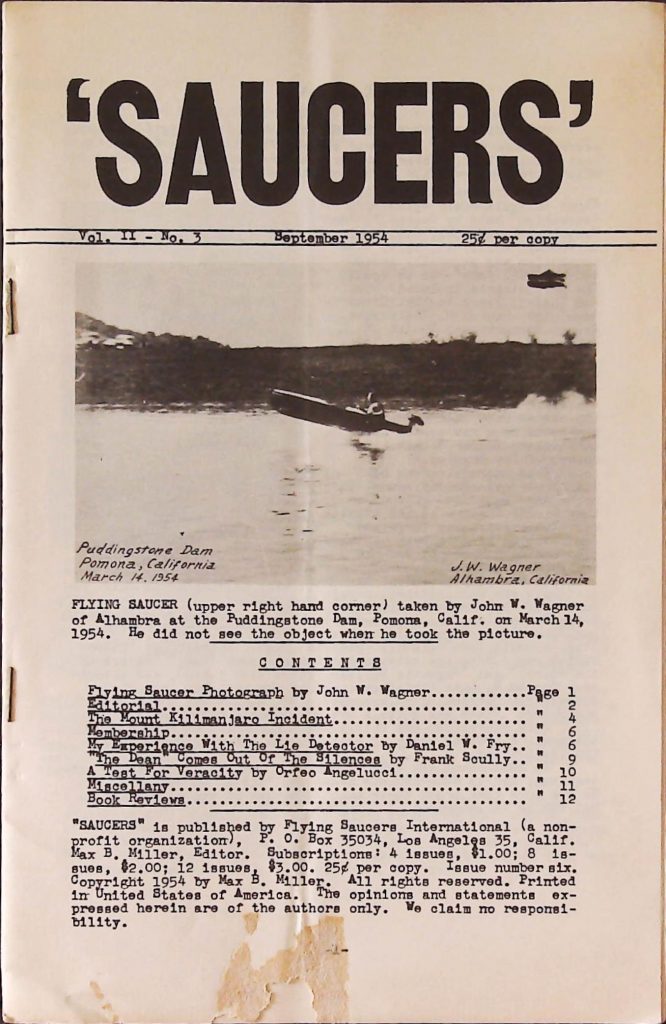 'SAUCERS'
Vol. II - No. 3 September 1954 25¢ per copy
Puddingstone Dam
Pomona, California
March 14, 1954
J.W. Wagner
Alhambra, California
FLYING SAUCER (upper right hand corner) taken by John W. Wagner
of Alhambra at the Puddingstone Dam, Pomona, Calif. on March 14,
1954. He did not see the object when he took the picture.
CONTENTS
Flying Saucer Photograph by John W. Wagner............Page 1
Editorial................................................ " 2
The Mount Kilimanjaro Incident.......................... " 4
Membership.............................................. " 6
My Experience With The Lie Detector by Daniel W. Fry.. " 6
"The Dean" Comes Out Of The Silences by Frank Scully.. " 9
A Test For Veracity by Orfeo Angelucci................. " 10
Miscellany.............................................. " 11
Book Reviews............................................ " 12
"SAUCERS" is published by Flying Saucers International (a non-
profit organization), P. O. Box 35034, Los Angeles 35, Calif.
Max B. Miller, Editor. Subscriptions: 4 issues, $1.00; 8 is-
sues, $2.00; 12 issues, $3.00. 25¢ per copy. Issue number six.
Copyright 1954 by Max B. Miller. All rights reserved. Printed
in United States of America. The opinions and statements ex-
pressed herein are of the authors only. We claim no responsi-
bility.
-1-